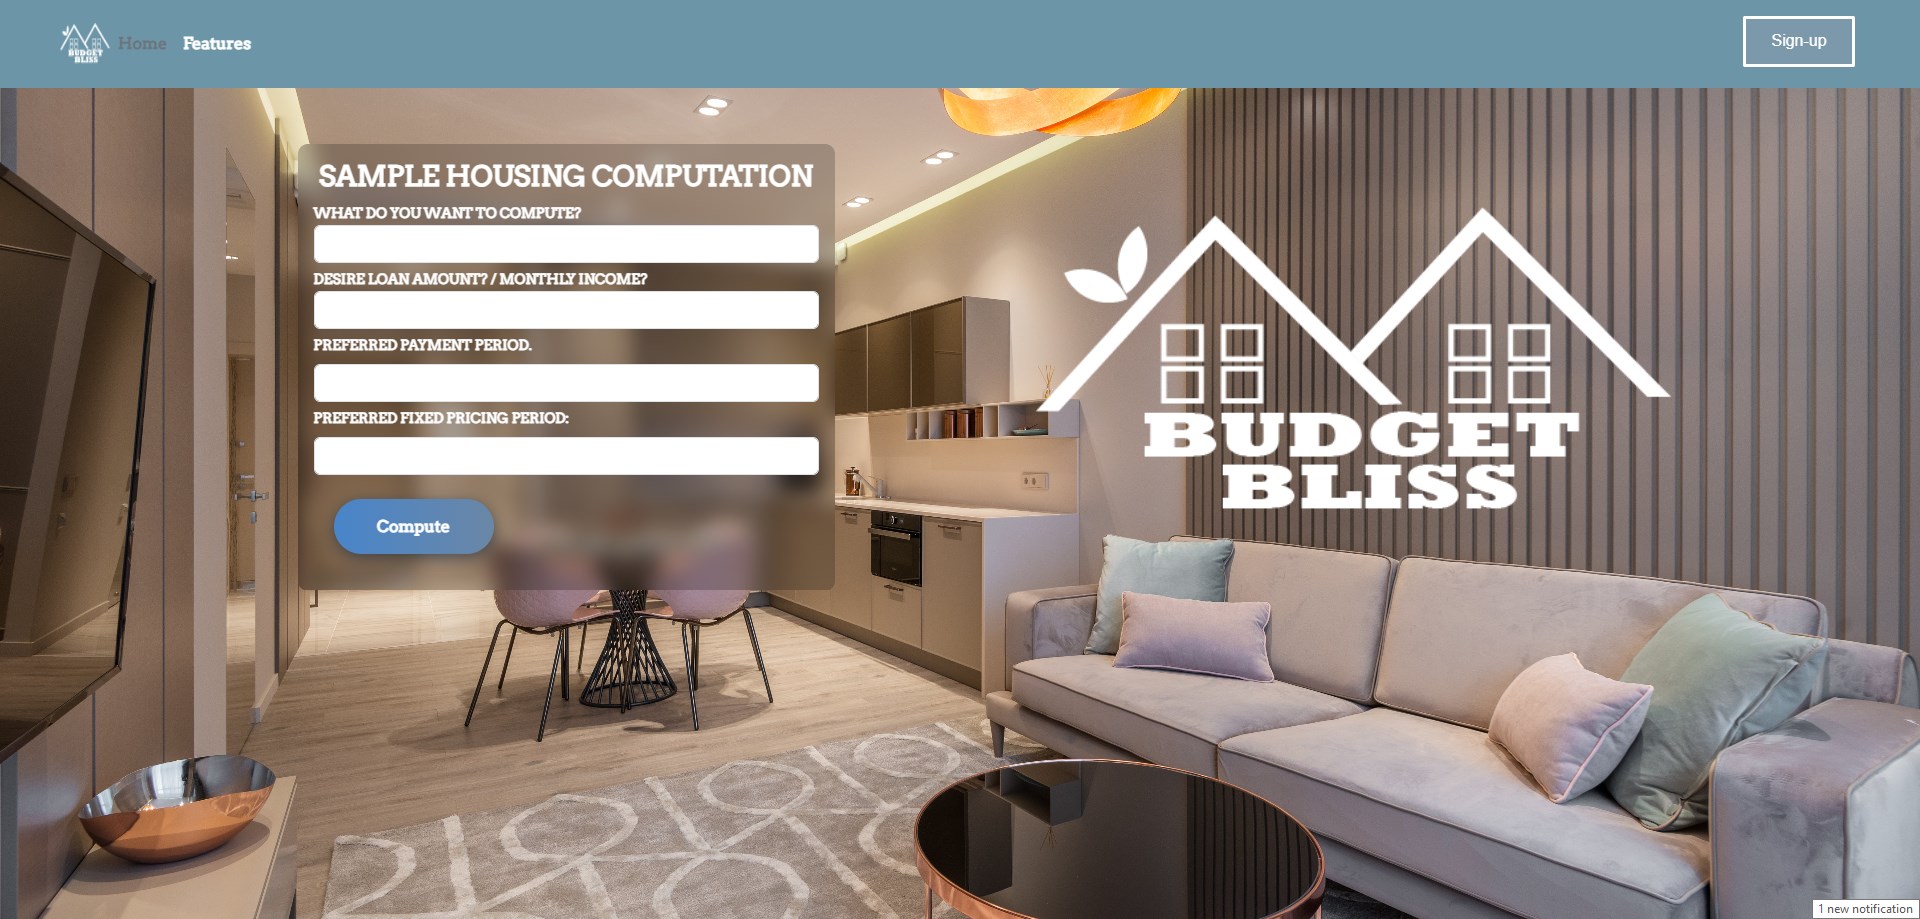 BUDGET
BLISS
Home
Features
Sign-up
SAMPLE HOUSING COMPUTATION
WHAT DO YOU WANT TO COMPUTE?
DESIRE LOAN AMOUNT? / MONTHLY INCOME?
PREFERRED PAYMENT PERIOD.
PREFERRED FIXED PRICING PERIOD:
Compute
BUDGET
BLISS
1 new notification